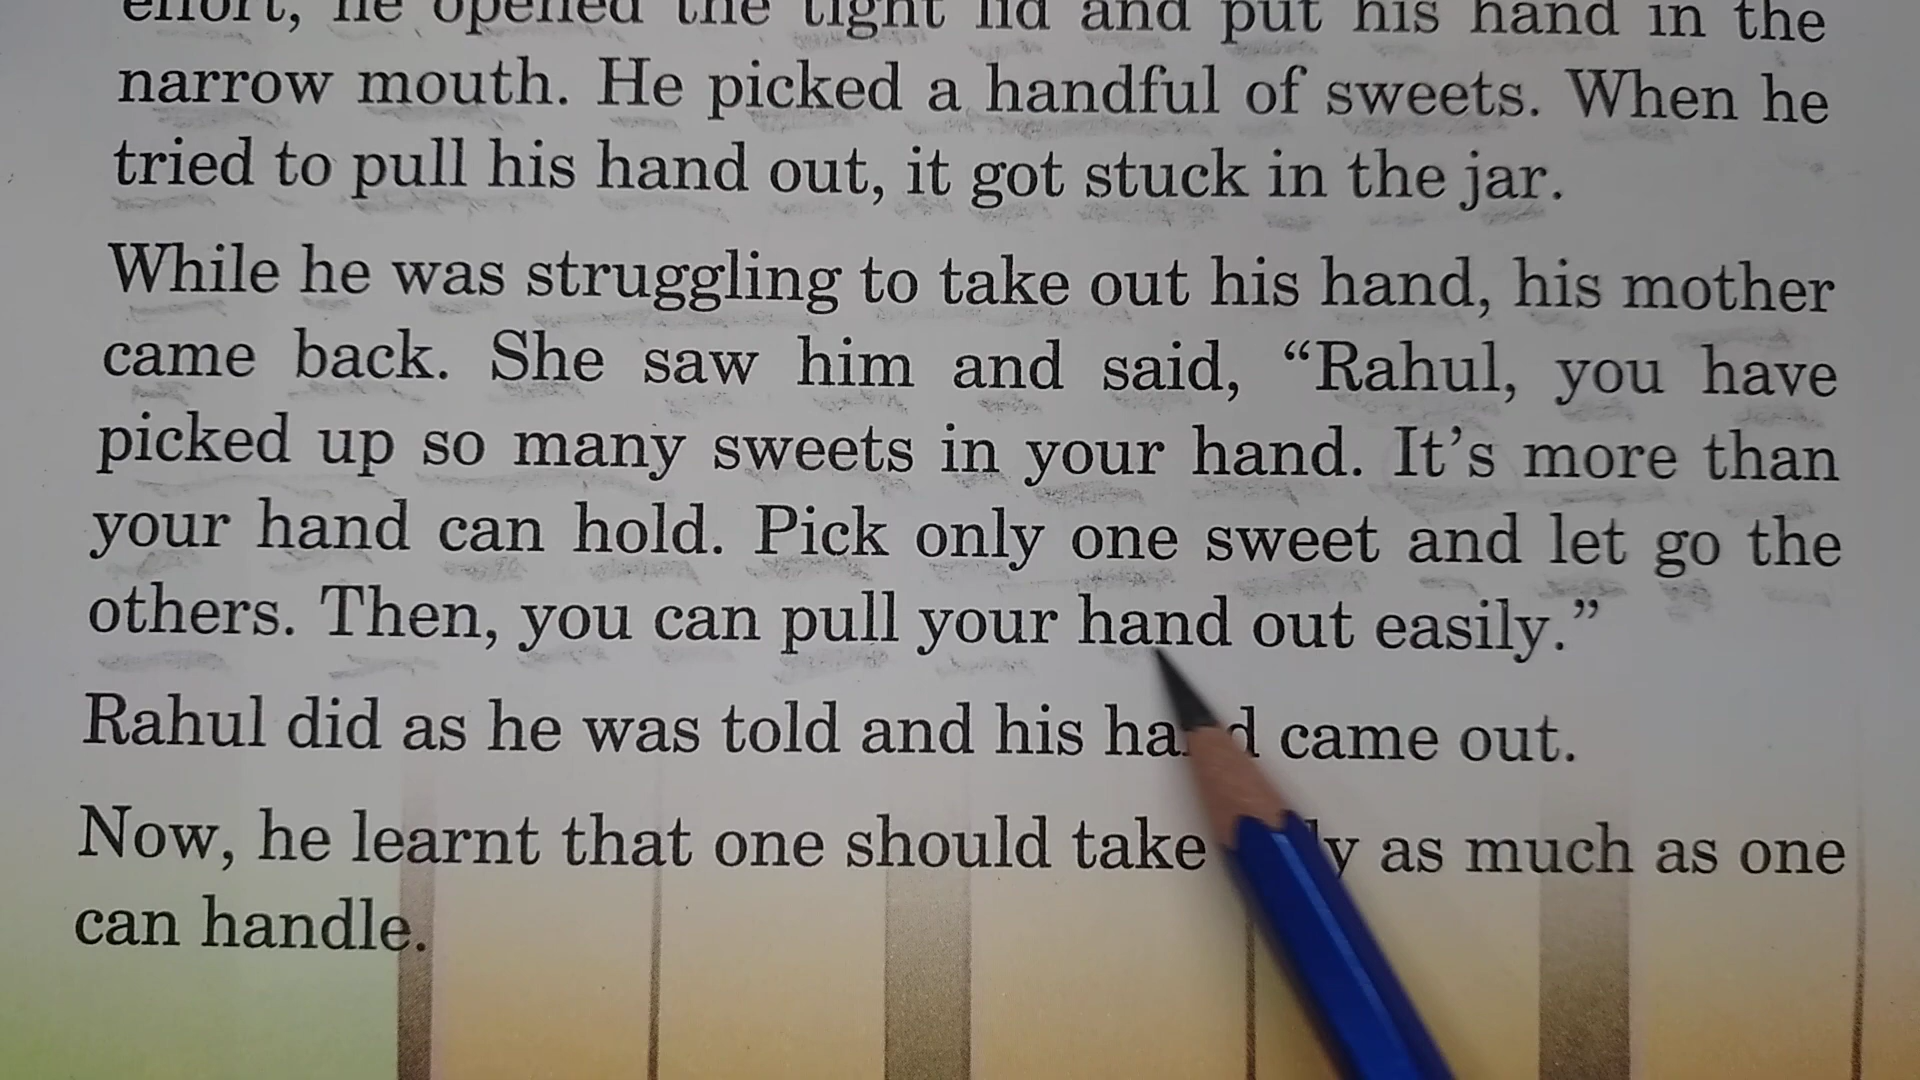 effort, he opened the tight lid and put his hand in the
narrow mouth. He picked a handful of sweets. When he
tried to pull his hand out, it got stuck in the jar.
While he was struggling to take out his hand, his mother
came back. She saw him and said, “Rahul, you have
picked up so many sweets in your hand. It’s more than
your hand can hold. Pick only one sweet and let go the
others. Then, you can pull your hand out easily.”
Rahul did as he was told and his hand came out.
Now, he learnt that one should take only as much as one
can handle.